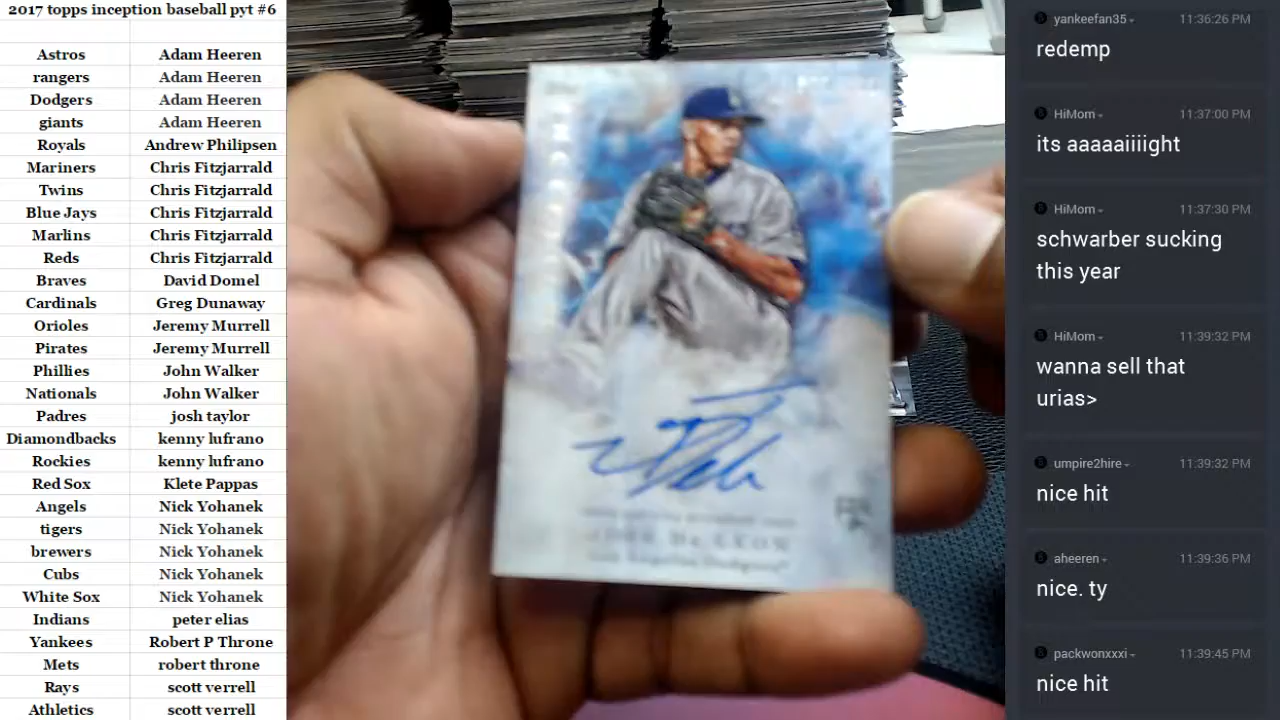 2017 topps inception baseball pyt #6
Astros Adam Heeren
rangers Adam Heeren
Dodgers Adam Heeren
giants Adam Heeren
Royals Andrew Philipsen
Mariners Chris Fitzjarrald
Twins Chris Fitzjarrald
Blue Jays Chris Fitzjarrald
Marlins Chris Fitzjarrald
Reds Chris Fitzjarrald
Braves David Domel
Cardinals Greg Dunaway
Orioles Jeremy Murrell
Pirates Jeremy Murrell
Phillies John Walker
Nationals John Walker
Padres josh taylor
Diamondbacks kenny lufrano
Rockies kenny lufrano
Red Sox Klete Pappas
Angels Nick Yohanek
tigers Nick Yohanek
brewers Nick Yohanek
Cubs Nick Yohanek
White Sox Nick Yohanek
Indians peter elias
Yankees Robert P Throne
Mets robert throne
Rays scott verrell
Athletics scott verrell
De LEON
Los Angeles Dodgers
yankeefan35 11:36:26 PM
redemp
HiMom 11:37:00 PM
its aaaaaiiiight
HiMom 11:37:30 PM
schwarber sucking
this year
HiMom 11:39:32 PM
wanna sell that
urias>
umpire2hire 11:39:32 PM
nice hit
aheeren 11:39:36 PM
nice. ty
packwonxxxi 11:39:45 PM
nice hit